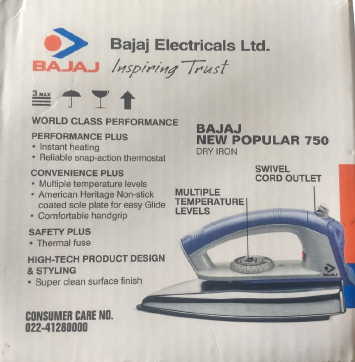 Bajaj Electricals Ltd.
BAJAJ
Inspiring Trust
3 MAX
WORLD CLASS PERFORMANCE
PERFORMANCE PLUS
• Instant heating
• Reliable snap-action thermostat
CONVENIENCE PLUS
• Multiple temperature levels
• American Heritage Non-stick
coated sole plate for easy Glide
• Comfortable handgrip
SAFETY PLUS
• Thermal fuse
HIGH-TECH PRODUCT DESIGN
& STYLING
• Super clean surface finish
CONSUMER CARE NO.
022-41280000
BAJAJ
NEW POPULAR 750
DRY IRON
SWIVEL
CORD OUTLET
MULTIPLE
TEMPERATURE
LEVELS
BAJAJ